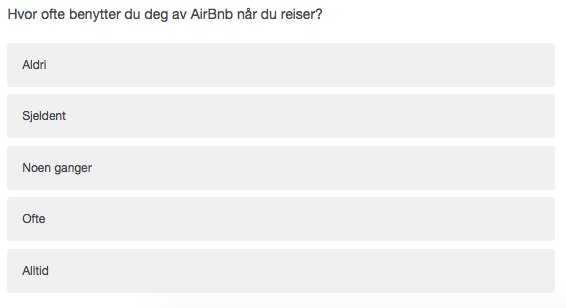 Hvor ofte benytter du deg av AirBnb når du reiser?
Aldri
Sjeldent
Noen ganger
Ofte
Alltid